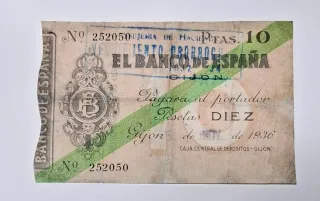 Nº 252050
PTAS. 10
EL BANCO DE ESPAÑA
GIJON
Pagará al portador
Pesetas DIEZ
Gijon de 1936
CAJA CENTRAL DE DEPOSITOS - GIJON
Nº 252050
BANCO DE ESPAÑA